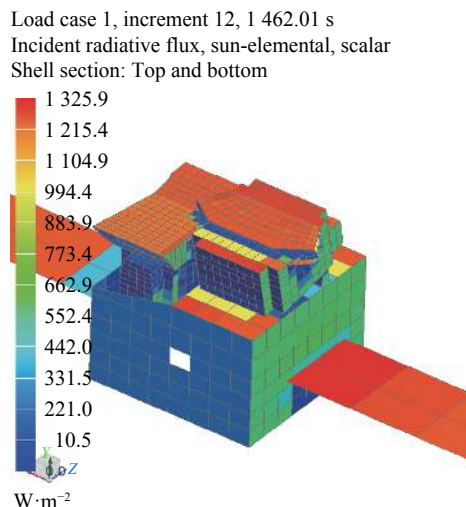 Load case 1, increment 12, 1 462.01 s
Incident radiative flux, sun-elemental, scalar
Shell section: Top and bottom
1 325.9
1 215.4
1 104.9
994.4
883.9
773.4
662.9
552.4
442.0
331.5
221.0
10.5
Y
Z
W·m⁻²